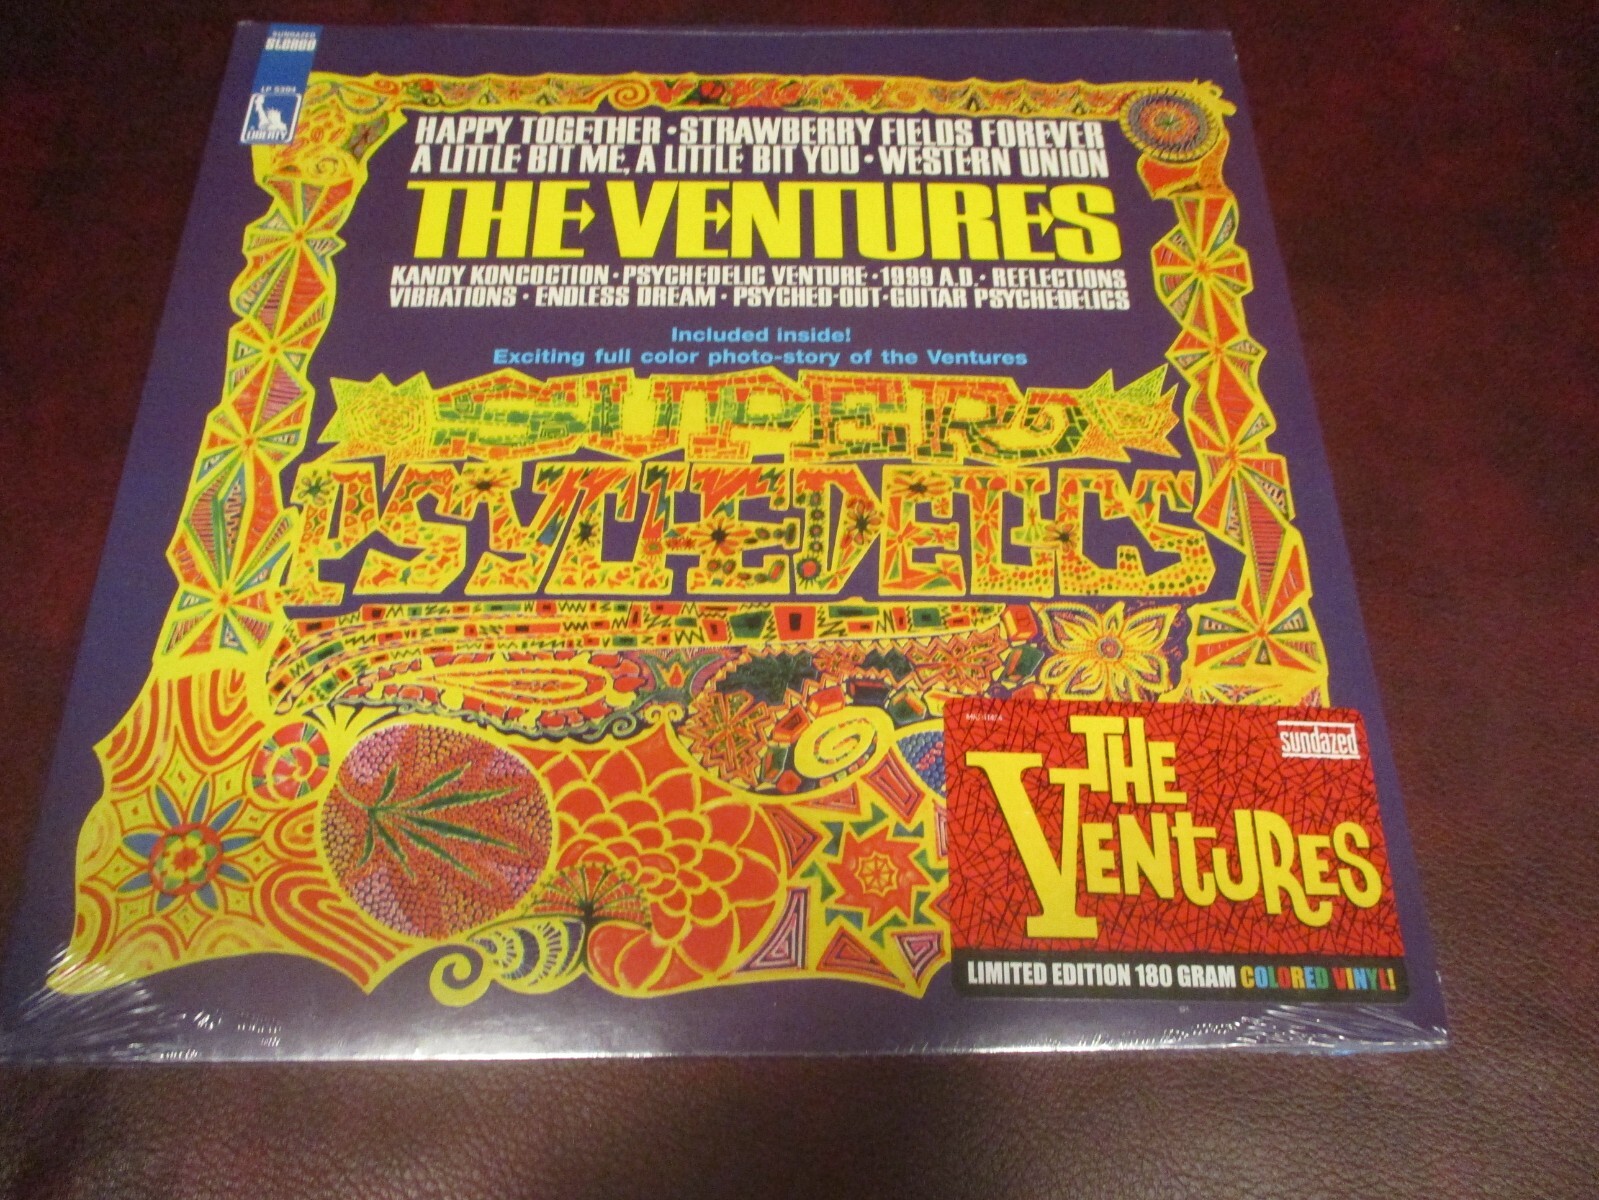 SUNDAZED
STEREO
LP 5394
LIBERTY
HAPPY TOGETHER • STRAWBERRY FIELDS FOREVER
A LITTLE BIT ME, A LITTLE BIT YOU • WESTERN UNION
THE VENTURES
KANDY KONCOCTION • PSYCHEDELIC VENTURE • 1999 A.D. • REFLECTIONS
VIBRATIONS • ENDLESS DREAM • PSYCHED-OUT • GUITAR PSYCHEDELICS
Included inside!
Exciting full color photo-story of the Ventures
SUPER
PSYCHEDELICS
sundazed
THE
VENTURES
LIMITED EDITION 180 GRAM COLORED VINYL!